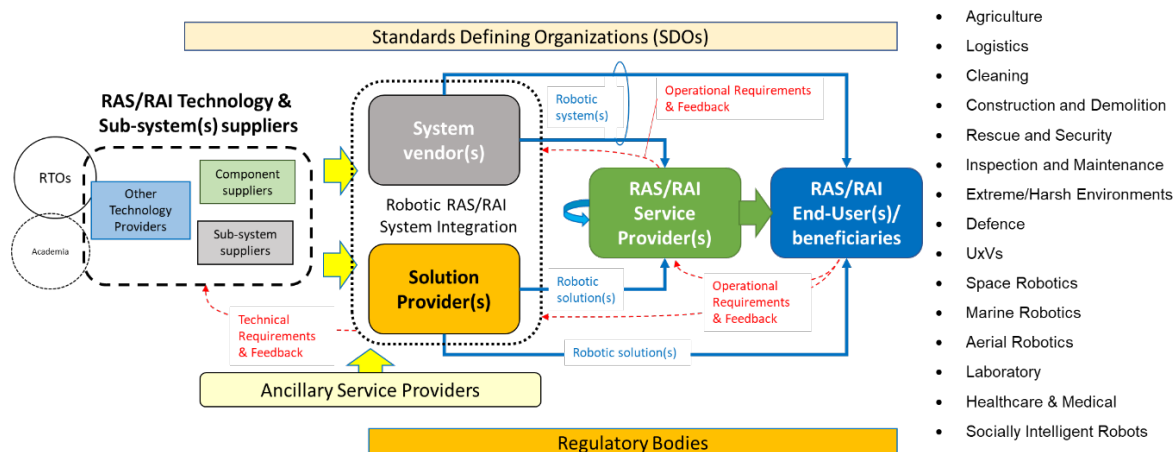 Standards Defining Organizations (SDOs)
RAS/RAI Technology &
Sub-system(s) suppliers
RTOs
Academia
Other
Technology
Providers
Component
suppliers
Sub-system
suppliers
System
vendor(s)
Robotic RAS/RAI
System Integration
Solution
Provider(s)
Robotic
system(s)
Operational Requirements
& Feedback
RAS/RAI
Service
Provider(s)
RAS/RAI
End-User(s)/
beneficiaries
Robotic
solution(s)
Operational
Requirements
& Feedback
Technical
Requirements
& Feedback
Robotic solution(s)
Ancillary Service Providers
Regulatory Bodies
• Agriculture
• Logistics
• Cleaning
• Construction and Demolition
• Rescue and Security
• Inspection and Maintenance
• Extreme/Harsh Environments
• Defence
• UxVs
• Space Robotics
• Marine Robotics
• Aerial Robotics
• Laboratory
• Healthcare & Medical
• Socially Intelligent Robots